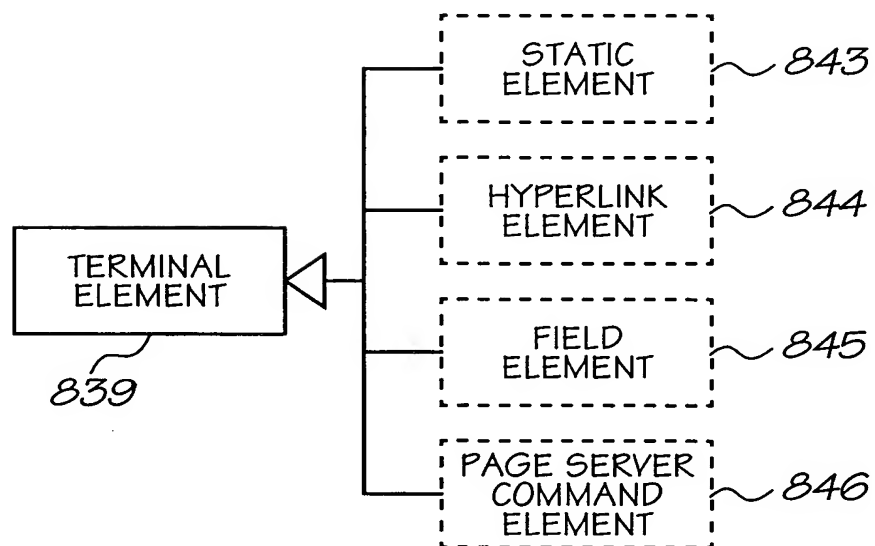 STATIC
ELEMENT
843
HYPERLINK
ELEMENT
844
TERMINAL
ELEMENT
839
FIELD
ELEMENT
845
PAGE SERVER
COMMAND
ELEMENT
846